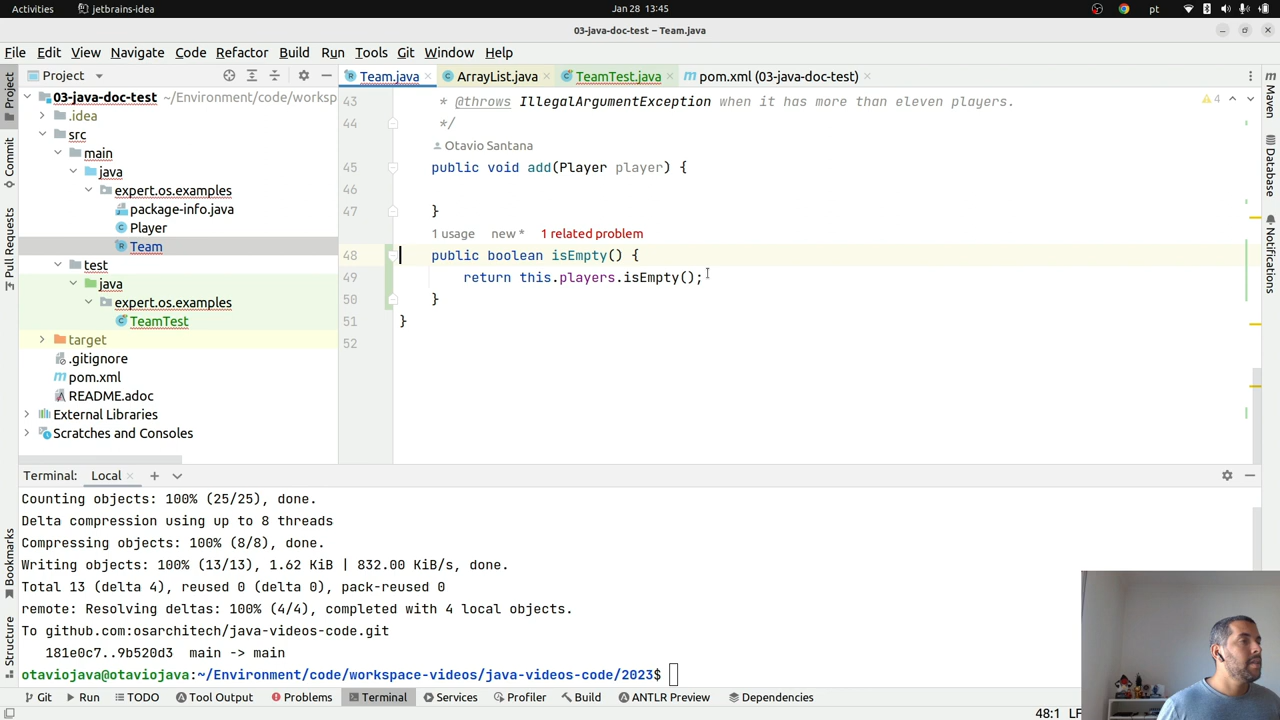 Activities
jetbrains-idea
Jan 28 13:45
pt
03-java-doc-test – Team.java
File Edit View Navigate Code Refactor Build Run Tools Git Window Help
Project
Team.java
ArrayList.java
TeamTest.java
pom.xml (03-java-doc-test)
Project
Commit
Pull Requests
Bookmarks
Structure
03-java-doc-test ~/Environment/code/worksp
.idea
src
main
java
expert.os.examples
package-info.java
Player
Team
test
java
expert.os.examples
TeamTest
target
.gitignore
pom.xml
README.adoc
External Libraries
Scratches and Consoles
43 * @throws IllegalArgumentException when it has more than eleven players.
44 */
Otavio Santana
45 public void add(Player player) {
46
47 }
1 usage new * 1 related problem
48 public boolean isEmpty() {
49 return this.players.isEmpty();
50 }
51 }
52
4
Maven
Database
Notifications
Terminal: Local
Counting objects: 100% (25/25), done.
Delta compression using up to 8 threads
Compressing objects: 100% (8/8), done.
Writing objects: 100% (13/13), 1.62 KiB | 832.00 KiB/s, done.
Total 13 (delta 4), reused 0 (delta 0), pack-reused 0
remote: Resolving deltas: 100% (4/4), completed with 4 local objects.
To github.com:osarchitech/java-videos-code.git
181e0c7..9b520d3 main -> main
otaviojava@otaviojava:~/Environment/code/workspace-videos/java-videos-code/2023$
Git Run TODO Tool Output Problems Terminal Services Profiler Build ANTLR Preview Dependencies
48:1 LF